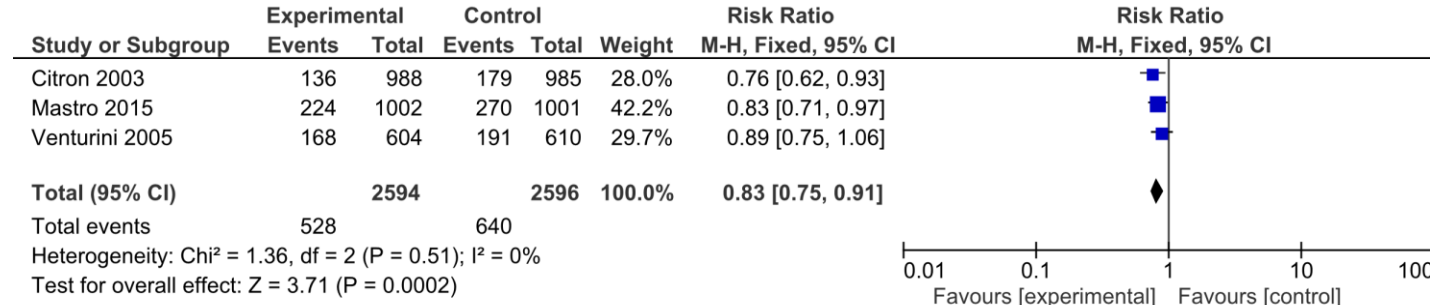 Experimental Control Risk Ratio Risk Ratio
Study or Subgroup Events Total Events Total Weight M-H, Fixed, 95% CI M-H, Fixed, 95% CI
Citron 2003 136 988 179 985 28.0% 0.76 [0.62, 0.93]
Mastro 2015 224 1002 270 1001 42.2% 0.83 [0.71, 0.97]
Venturini 2005 168 604 191 610 29.7% 0.89 [0.75, 1.06]
Total (95% CI) 2594 2596 100.0% 0.83 [0.75, 0.91]
Total events 528 640
Heterogeneity: Chi² = 1.36, df = 2 (P = 0.51); I² = 0%
Test for overall effect: Z = 3.71 (P = 0.0002)
0.01 0.1 1 10 100
Favours [experimental] Favours [control]